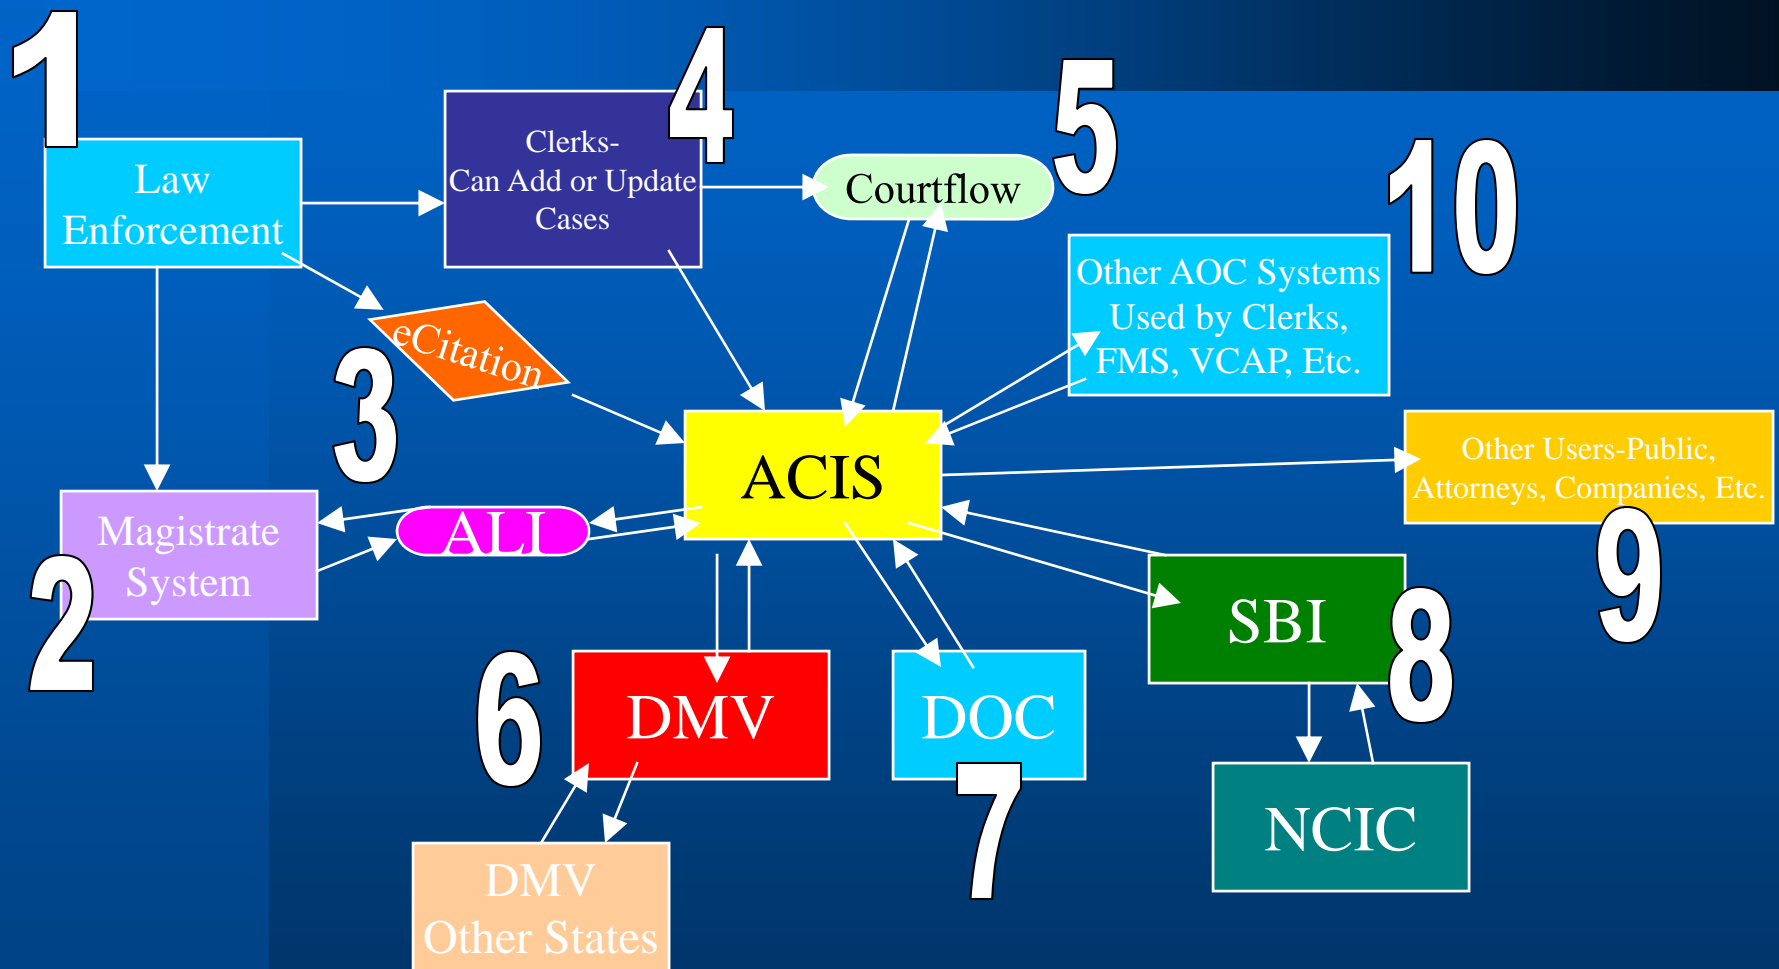 1
4
5
10
Law
Enforcement
Clerks-
Can Add or Update
Cases
Courtflow
Other AOC Systems
Used by Clerks,
FMS, VCAP, Etc.
eCitation
3
ACIS
Other Users-Public,
Attorneys, Companies, Etc.
9
Magistrate
System
2
ALI
SBI
8
6
DMV
DOC
7
NCIC
DMV
Other States